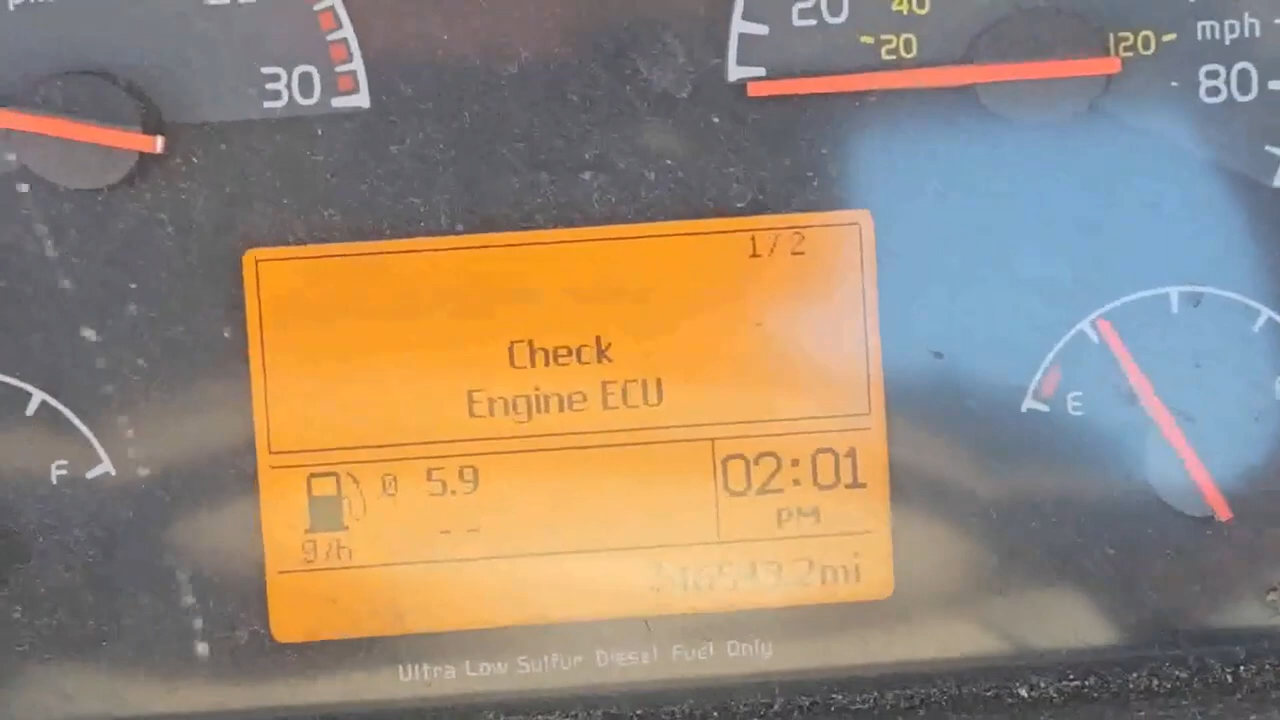 20
40
20
120
mph
80
30
1/2
Check
Engine ECU
E
F
Ø 5.9
02:01
-- PM
g/h
Ultra Low Sulfur Diesel Fuel Only